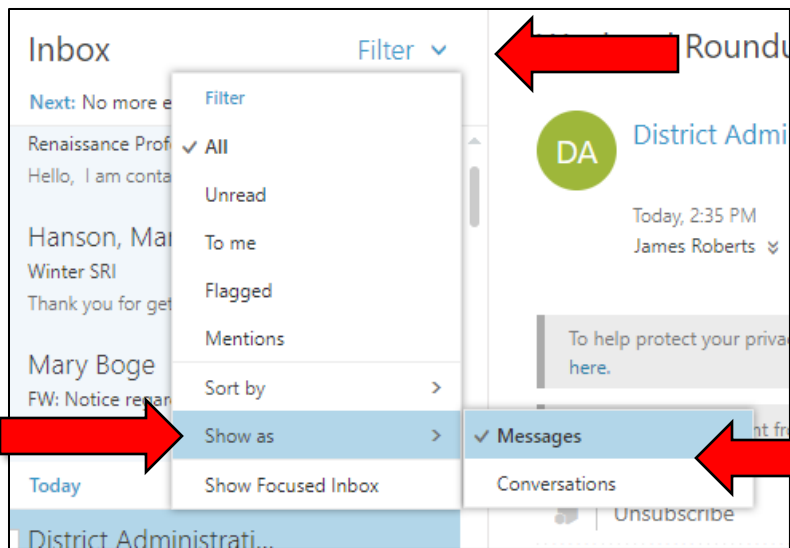 Inbox
Filter
Roundu
Next: No more e
Filter
Renaissance Prof
All
Hello, I am conta
Unread
DA
District Admi
Hanson, Mar
To me
Today, 2:35 PM
Winter SRI
James Roberts
Thank you for get
Flagged
Mentions
To help protect your priva
here.
Mary Boge
FW: Notice regar
Sort by
Show as
Messages
nt fro
Today
Show Focused Inbox
Conversations
Unsubscribe
District Administrati...